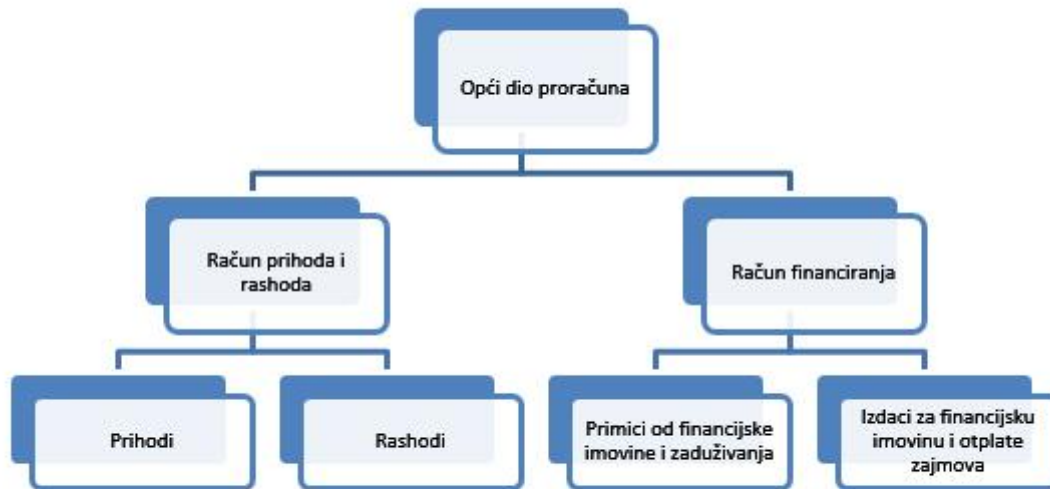 Opći dio proračuna
Račun prihoda i
rashoda
Račun financiranja
Prihodi
Rashodi
Primici od financijske
imovine i zaduživanja
Izdaci za financijsku
imovinu i otplate
zajmova